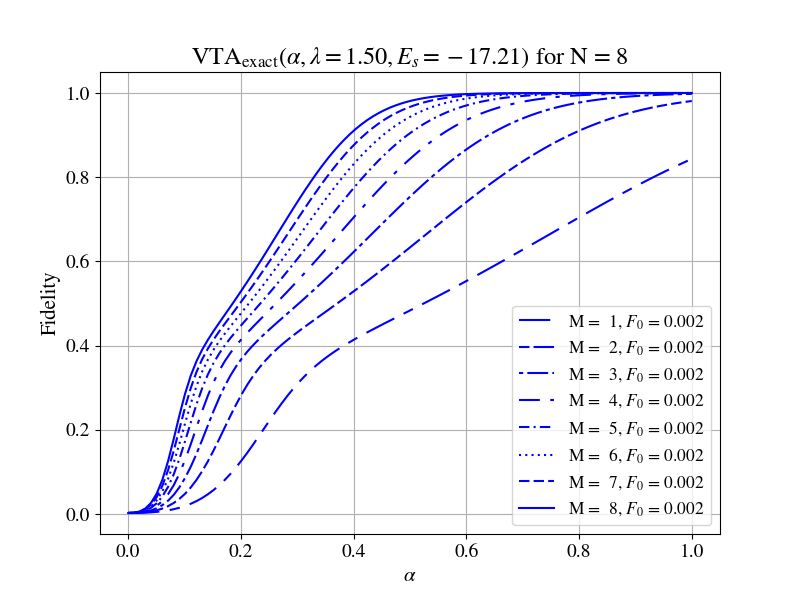 VTA_exact(α, λ = 1.50, E_s = −17.21) for N = 8
Fidelity
1.0
0.8
0.6
0.4
0.2
0.0
0.0 0.2 0.4 0.6 0.8 1.0
α
M = 1, F_0 = 0.002
M = 2, F_0 = 0.002
M = 3, F_0 = 0.002
M = 4, F_0 = 0.002
M = 5, F_0 = 0.002
M = 6, F_0 = 0.002
M = 7, F_0 = 0.002
M = 8, F_0 = 0.002